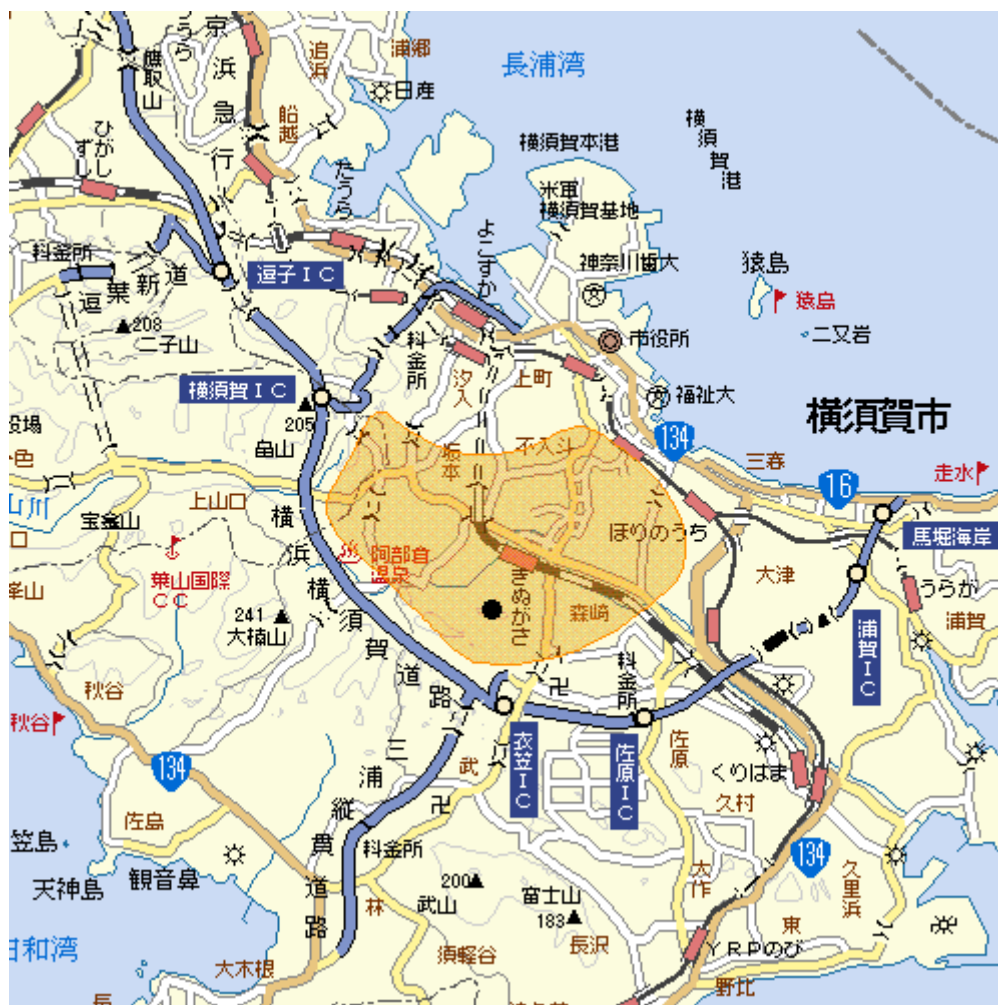 京浜急行
追浜
浦郷
長浦湾
鷹取山
日産
船越
横須賀港
ひがしずし
横須賀本港
たうら
米軍
横須賀基地
よこすか
料金所
逗葉新道
逗子IC
神奈川歯大
猿島
猿島
208
二子山
市役所
二又岩
料金所
汐入
上町
横須賀IC
福祉大
205
畠山
横須賀市
134
不入斗
坂本
三春
16
走水
上山口
宝金山
横浜横須賀道路
ほりのうち
馬堀海岸
阿部倉
温泉
大津
葉山国際
CC
きぬがさ
うらが
241
大楠山
森崎
浦賀
浦賀IC
料金所
秋谷
秋谷
衣笠IC
佐原IC
佐原
134
三浦縦貫道路
武
くりはま
久村
佐島
笠島
料金所
134
天神島
観音鼻
久里浜
200
武山
富士山
183
林
東
長沢
須軽谷
YRPのび
大木根
野比